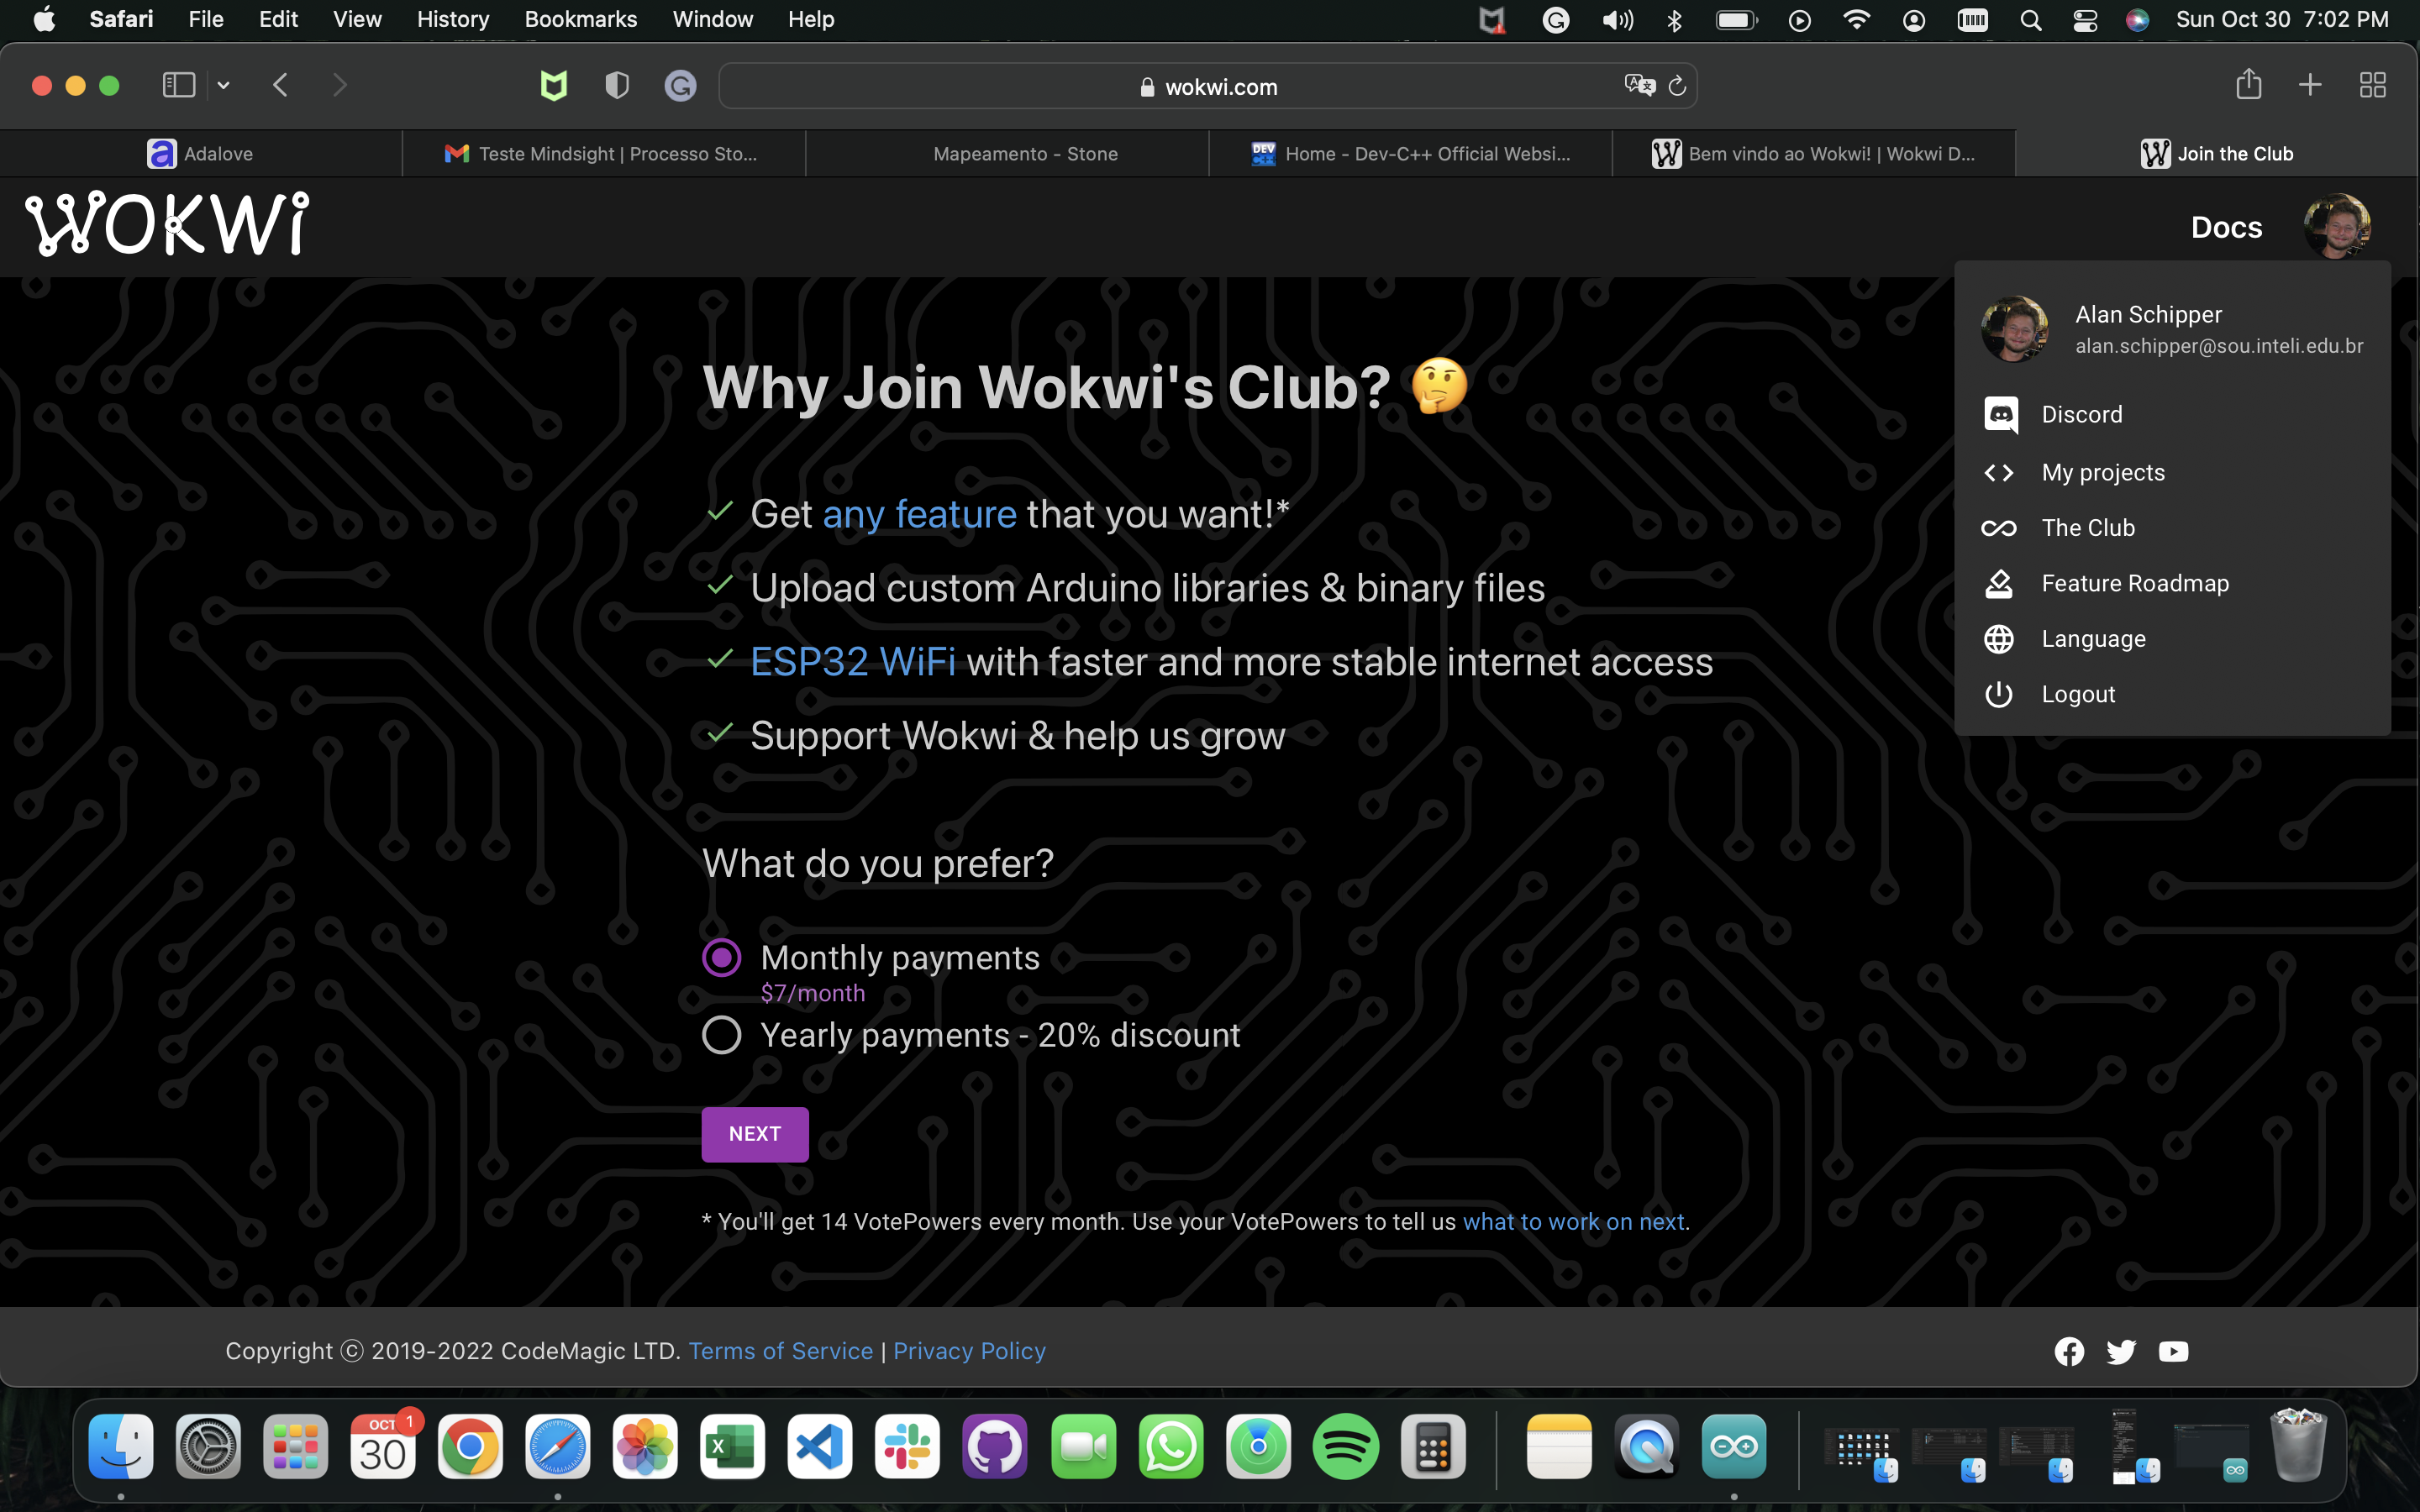 Safari File Edit View History Bookmarks Window Help Sun Oct 30 7:02 PM
wokwi.com
Adalove
Teste Mindsight | Processo Sto...
Mapeamento - Stone
Home - Dev-C++ Official Websi...
Bem vindo ao Wokwi! | Wokwi D...
Join the Club
WOKWi
Docs
Alan Schipper
alan.schipper@sou.inteli.edu.br
Discord
My projects
The Club
Feature Roadmap
Language
Logout
Why Join Wokwi's Club? 🤔
Get any feature that you want!*
Upload custom Arduino libraries & binary files
ESP32 WiFi with faster and more stable internet access
Support Wokwi & help us grow
What do you prefer?
Monthly payments
$7/month
Yearly payments - 20% discount
NEXT
* You'll get 14 VotePowers every month. Use your VotePowers to tell us what to work on next.
Copyright ⓒ 2019-2022 CodeMagic LTD. Terms of Service | Privacy Policy
OCT 1
30